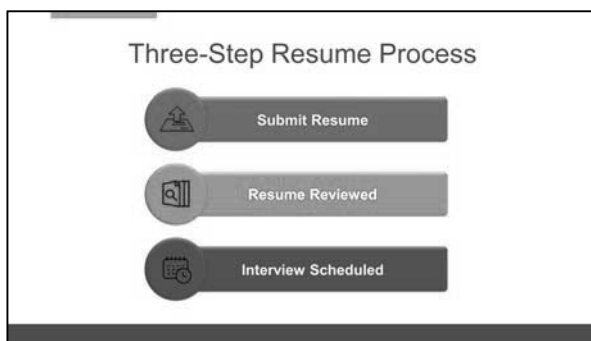 Three-Step Resume Process
Submit Resume
Resume Reviewed
Interview Scheduled